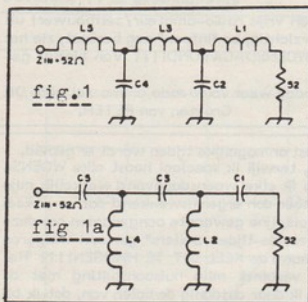 L5 L3 L1
Zin=52Ω C4 C2 52
fig.1
C5 C3 C1
Zin=52Ω L4 L2 52
fig 1a